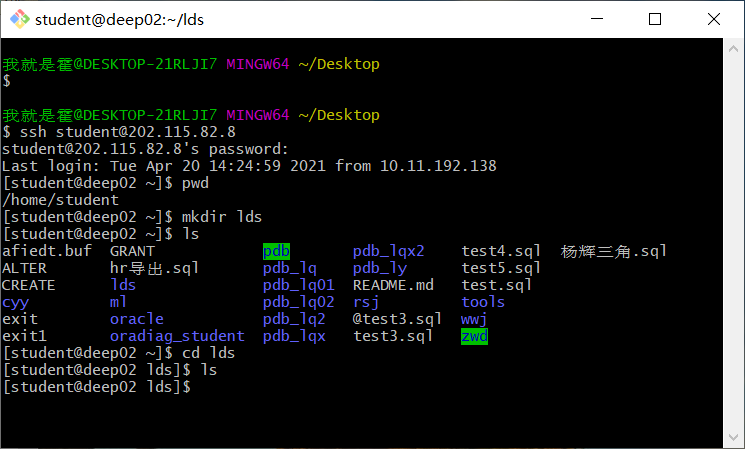 student@deep02:~/lds
我就是霍@DESKTOP-21RLJI7 MINGW64 ~/Desktop
$
我就是霍@DESKTOP-21RLJI7 MINGW64 ~/Desktop
$ ssh student@202.115.82.8
student@202.115.82.8's password:
Last login: Tue Apr 20 14:24:59 2021 from 10.11.192.138
[student@deep02 ~]$ pwd
/home/student
[student@deep02 ~]$ mkdir lds
[student@deep02 ~]$ ls
afiedt.buf GRANT pdb pdb_lqx2 test4.sql 杨辉三角.sql
ALTER hr导出.sql pdb_lq pdb_ly test5.sql
CREATE lds pdb_lq01 README.md test.sql
cyy ml pdb_lq02 rsj tools
exit oracle pdb_lq2 @test3.sql wwj
exit1 oradiag_student pdb_lqx test3.sql zwd
[student@deep02 ~]$ cd lds
[student@deep02 lds]$ ls
[student@deep02 lds]$